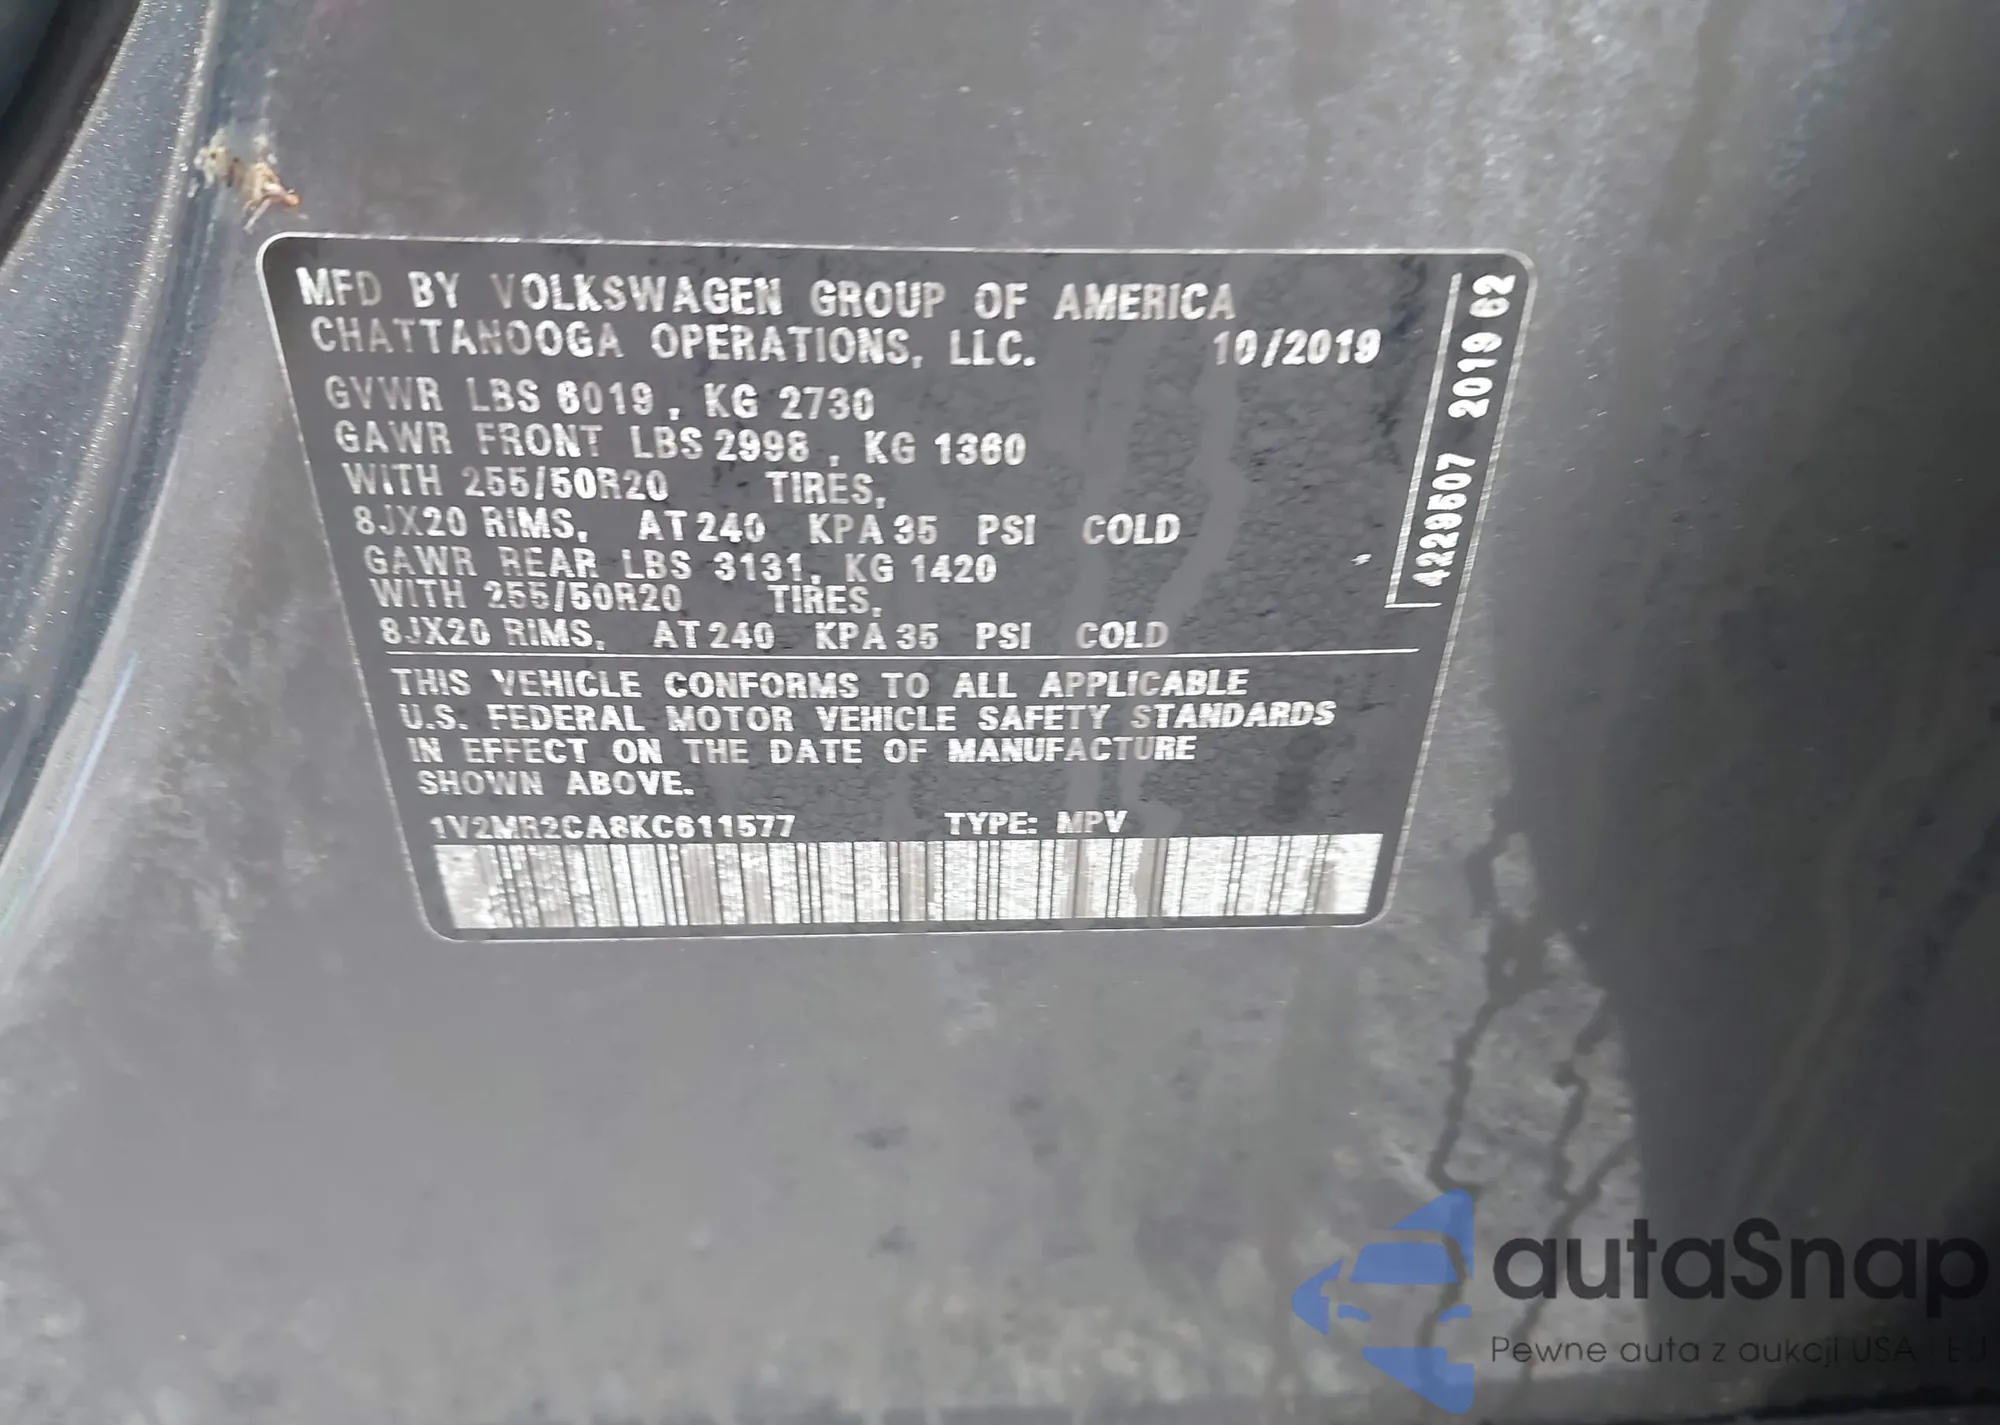 MFD BY VOLKSWAGEN GROUP OF AMERICA
CHATTANOOGA OPERATIONS, LLC. 10/2019
GVWR LBS 6019, KG 2730
GAWR FRONT LBS 2998, KG 1360
WITH 255/50R20 TIRES,
8JX20 RIMS, AT 240 KPA 35 PSI COLD
GAWR REAR LBS 3131, KG 1420
WITH 255/50R20 TIRES,
8JX20 RIMS, AT 240 KPA 35 PSI COLD
THIS VEHICLE CONFORMS TO ALL APPLICABLE
U.S. FEDERAL MOTOR VEHICLE SAFETY STANDARDS
IN EFFECT ON THE DATE OF MANUFACTURE
SHOWN ABOVE.
1V2MR2CA8KC611577 TYPE: MPV
4229507 2019 62
autaSnap
Pewne auta z aukcji USA i EU